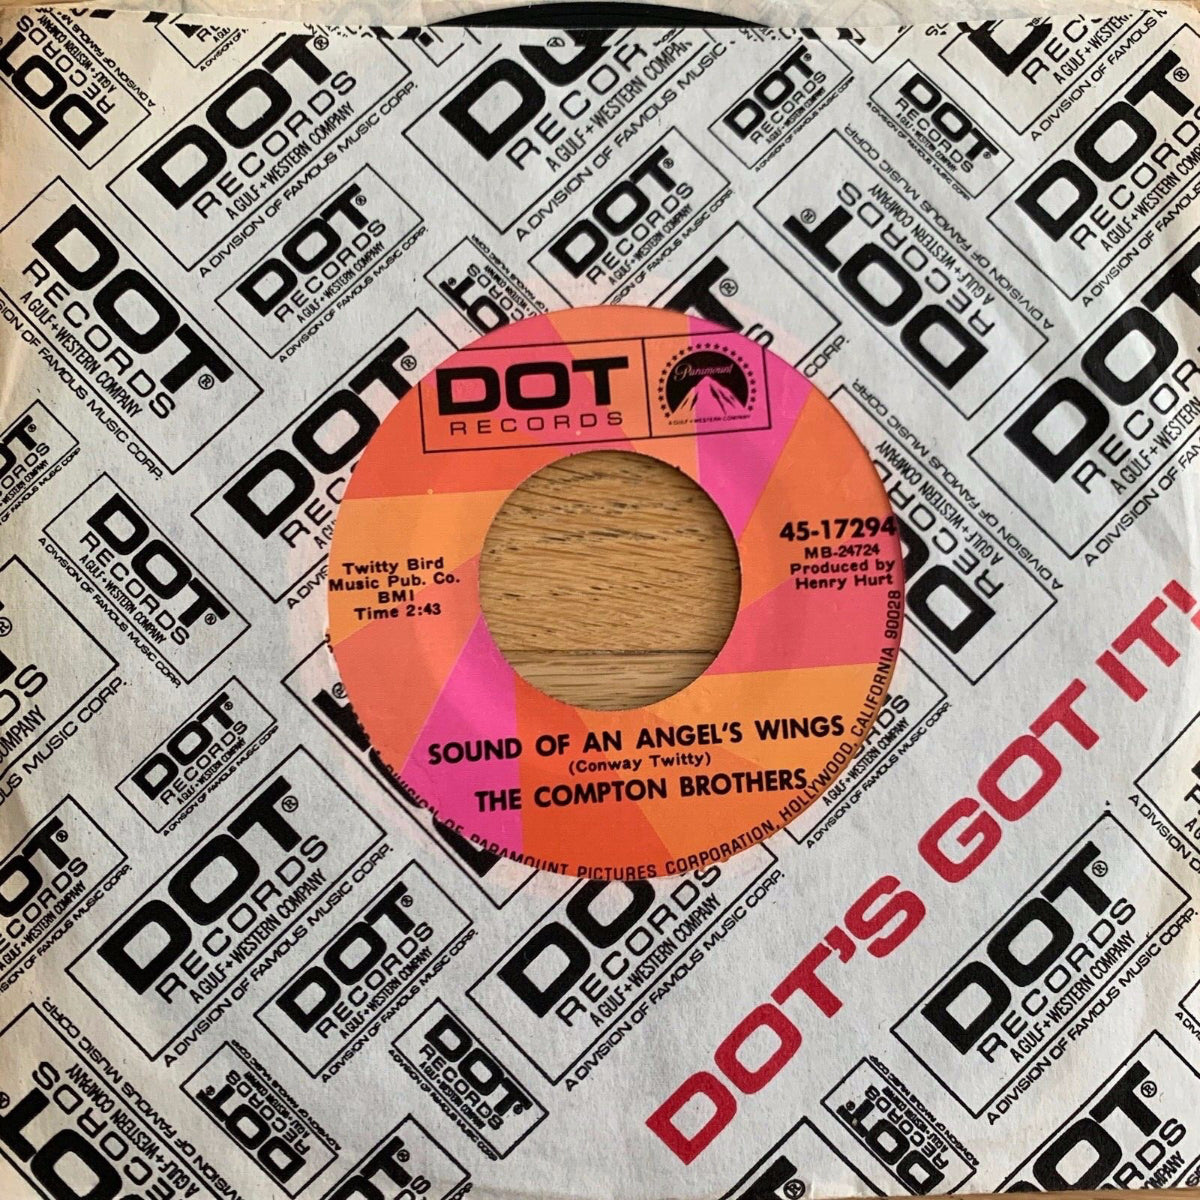 DOT
RECORDS
Paramount
A GULF+WESTERN COMPANY
45-17294
MB-24724
Produced by
Henry Hurt
Twitty Bird
Music Pub. Co.
BMI
Time 2:43
SOUND OF AN ANGEL'S WINGS
(Conway Twitty)
THE COMPTON BROTHERS
DIVISION OF PARAMOUNT PICTURES CORPORATION, HOLLYWOOD, CALIFORNIA 90028
DOT®
RECORDS
A GULF+WESTERN COMPANY
A DIVISION OF FAMOUS MUSIC CORP.
DOT'S GOT IT!